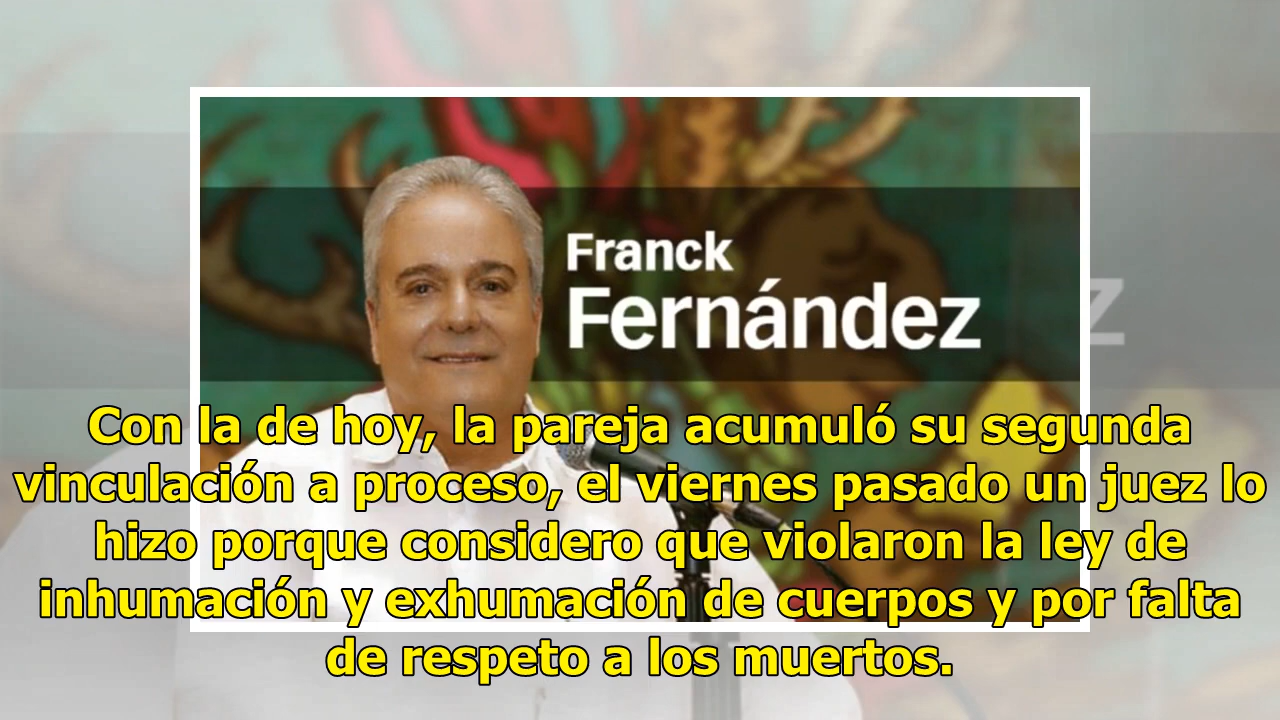 Franck
Fernández
z
Con la de hoy, la pareja acumuló su segunda
vinculación a proceso, el viernes pasado un juez lo
hizo porque considero que violaron la ley de
inhumación y exhumación de cuerpos y por falta
de respeto a los muertos.